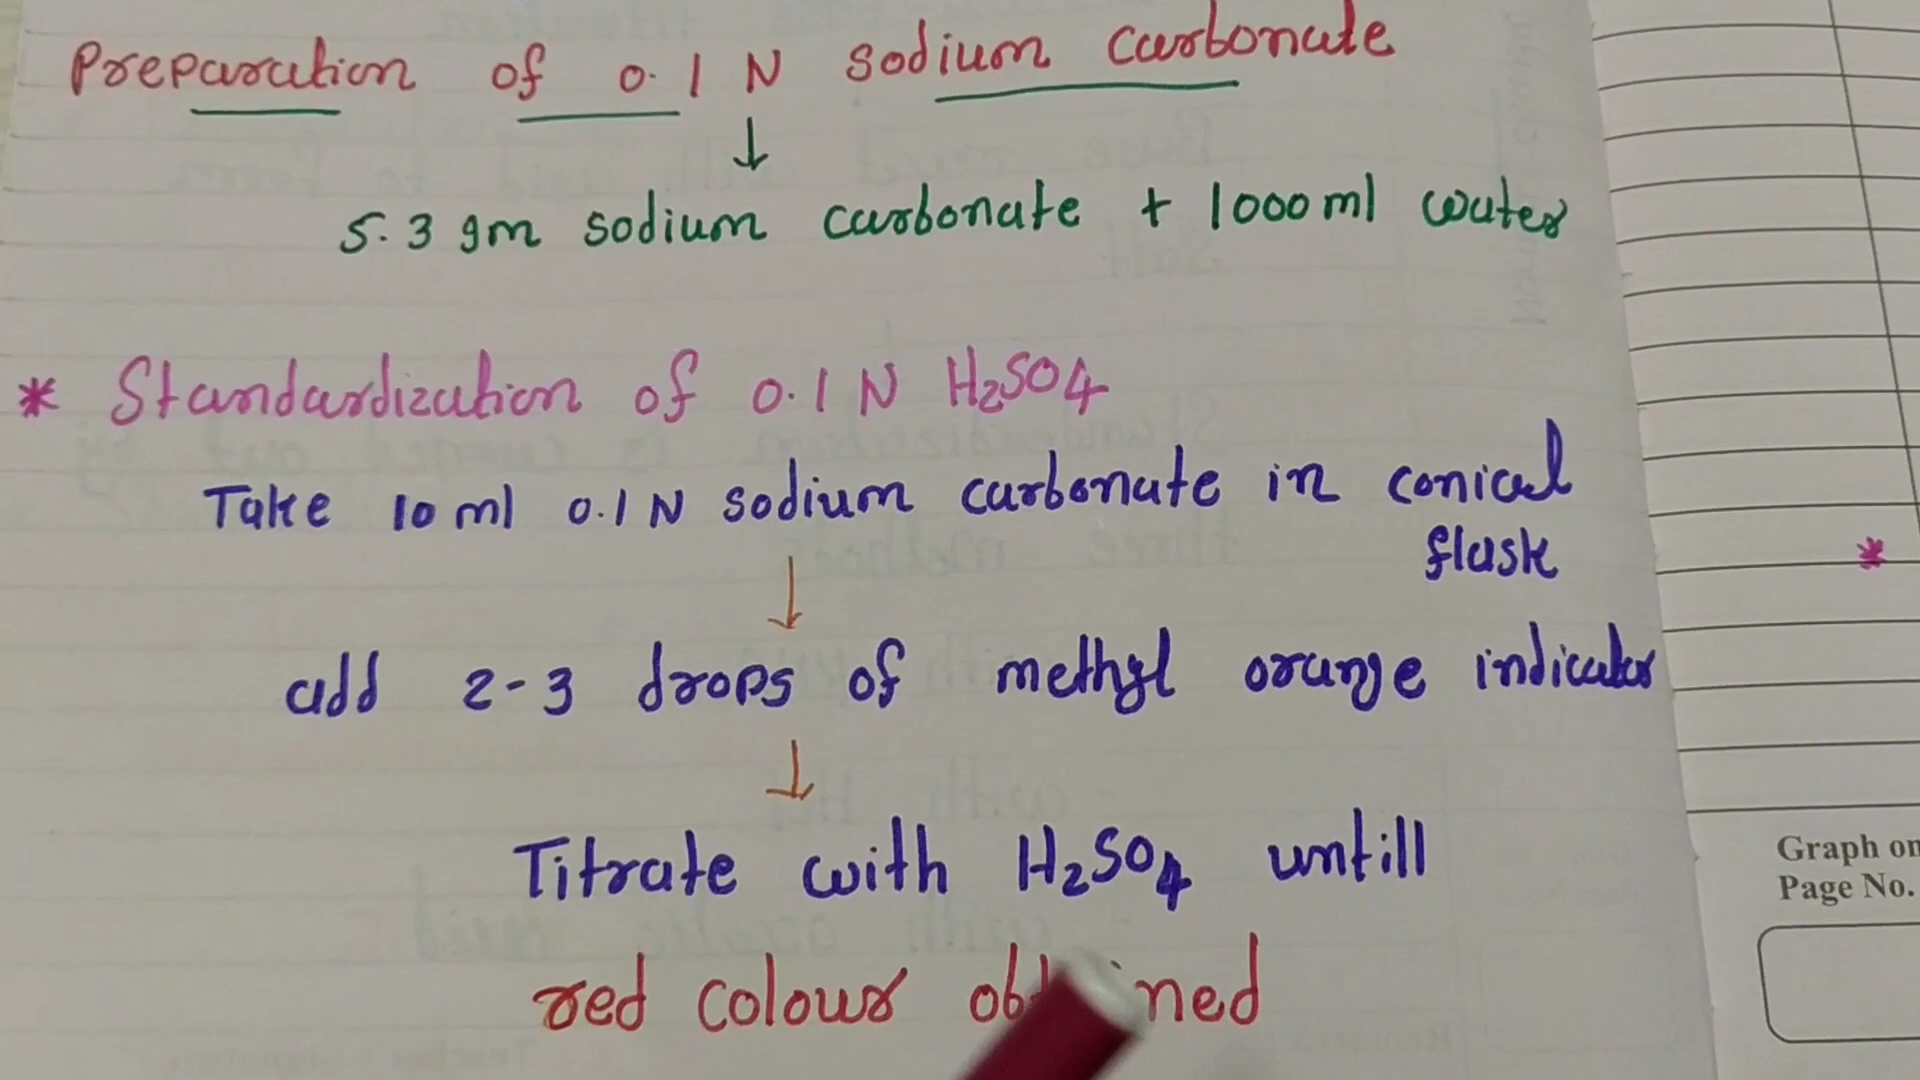 Preparation of 0.1 N sodium carbonate
↓
5.3 gm sodium carbonate + 1000 ml water
* Standardization of 0.1 N H₂SO₄
Take 10 ml 0.1 N sodium carbonate in conical
flask
↓
add 2-3 drops of methyl orange indicator
↓
Titrate with H₂SO₄ untill
red colour obtained
*
Graph on
Page No.